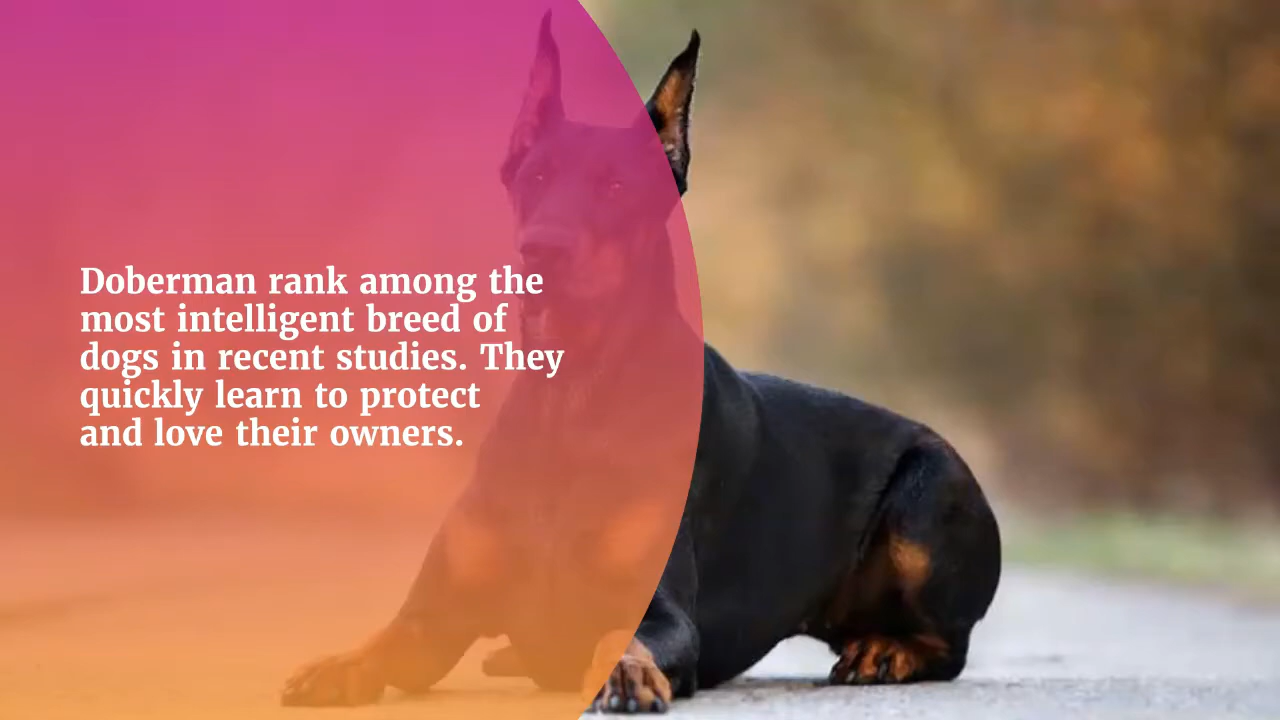 Doberman rank among the
most intelligent breed of
dogs in recent studies. They
quickly learn to protect
and love their owners.